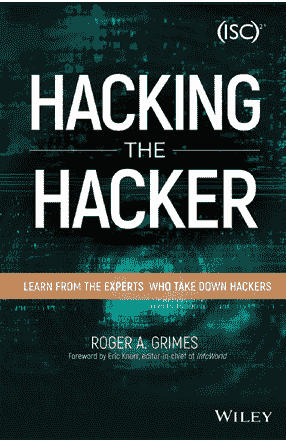 (ISC)²
HACKING
THE
HACKER
LEARN FROM THE EXPERTS WHO TAKE DOWN HACKERS
ROGER A. GRIMES
Foreword by Eric Knorr, editor-in-chief of InfoWorld
WILEY